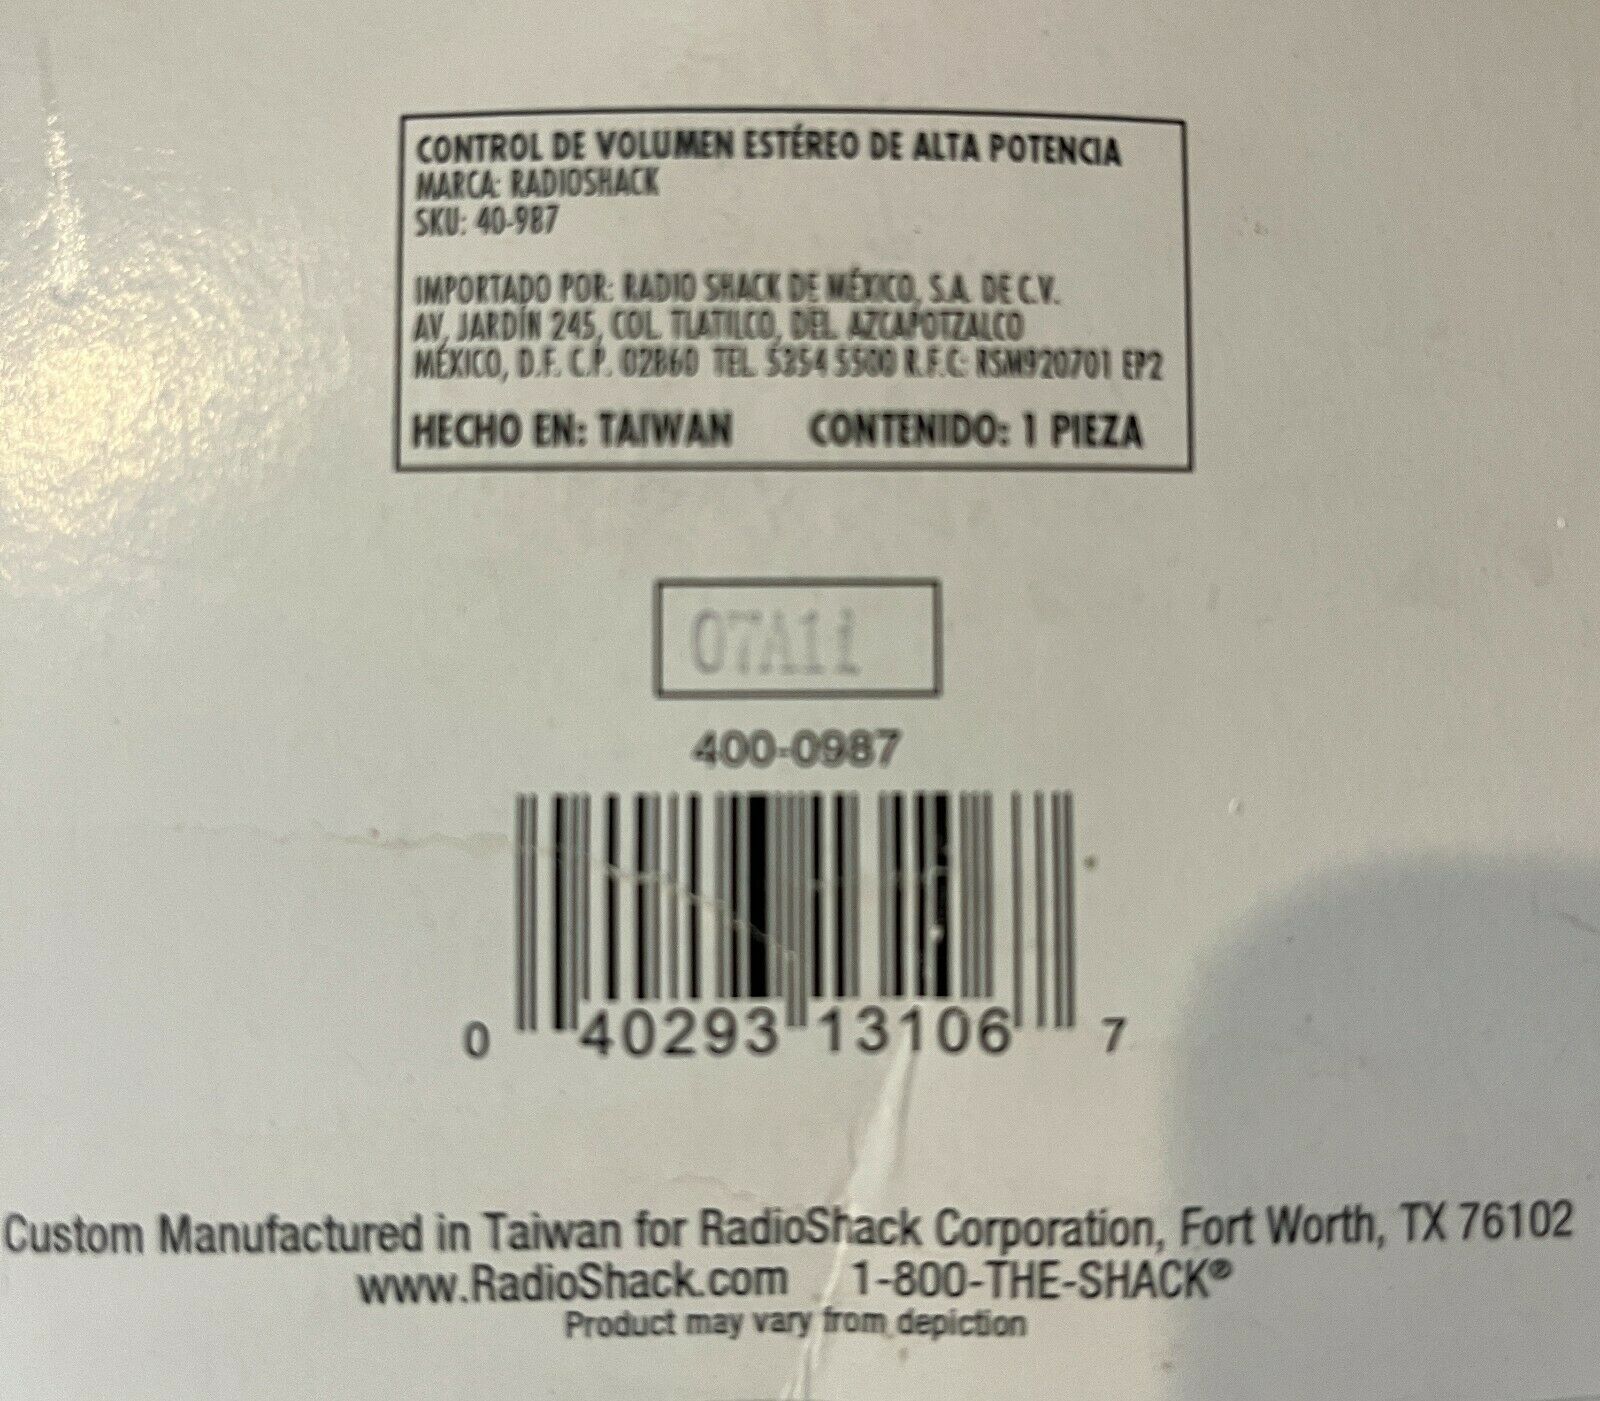 CONTROL DE VOLUMEN ESTÉREO DE ALTA POTENCIA
MARCA: RADIOSHACK
SKU: 40-987
IMPORTADO POR: RADIO SHACK DE MÉXICO, S.A. DE C.V.
AV, JARDÍN 245, COL. TLATILCO, DEL. AZCAPOTZALCO
MÉXICO, D.F. C.P. 02860 TEL. 5354 5500 R.F.C: RSM920701 EP2
HECHO EN: TAIWAN CONTENIDO: 1 PIEZA
07A11
400-0987
0 40293 13106 7
Custom Manufactured in Taiwan for RadioShack Corporation, Fort Worth, TX 76102
www.RadioShack.com 1-800-THE-SHACK®
Product may vary from depiction